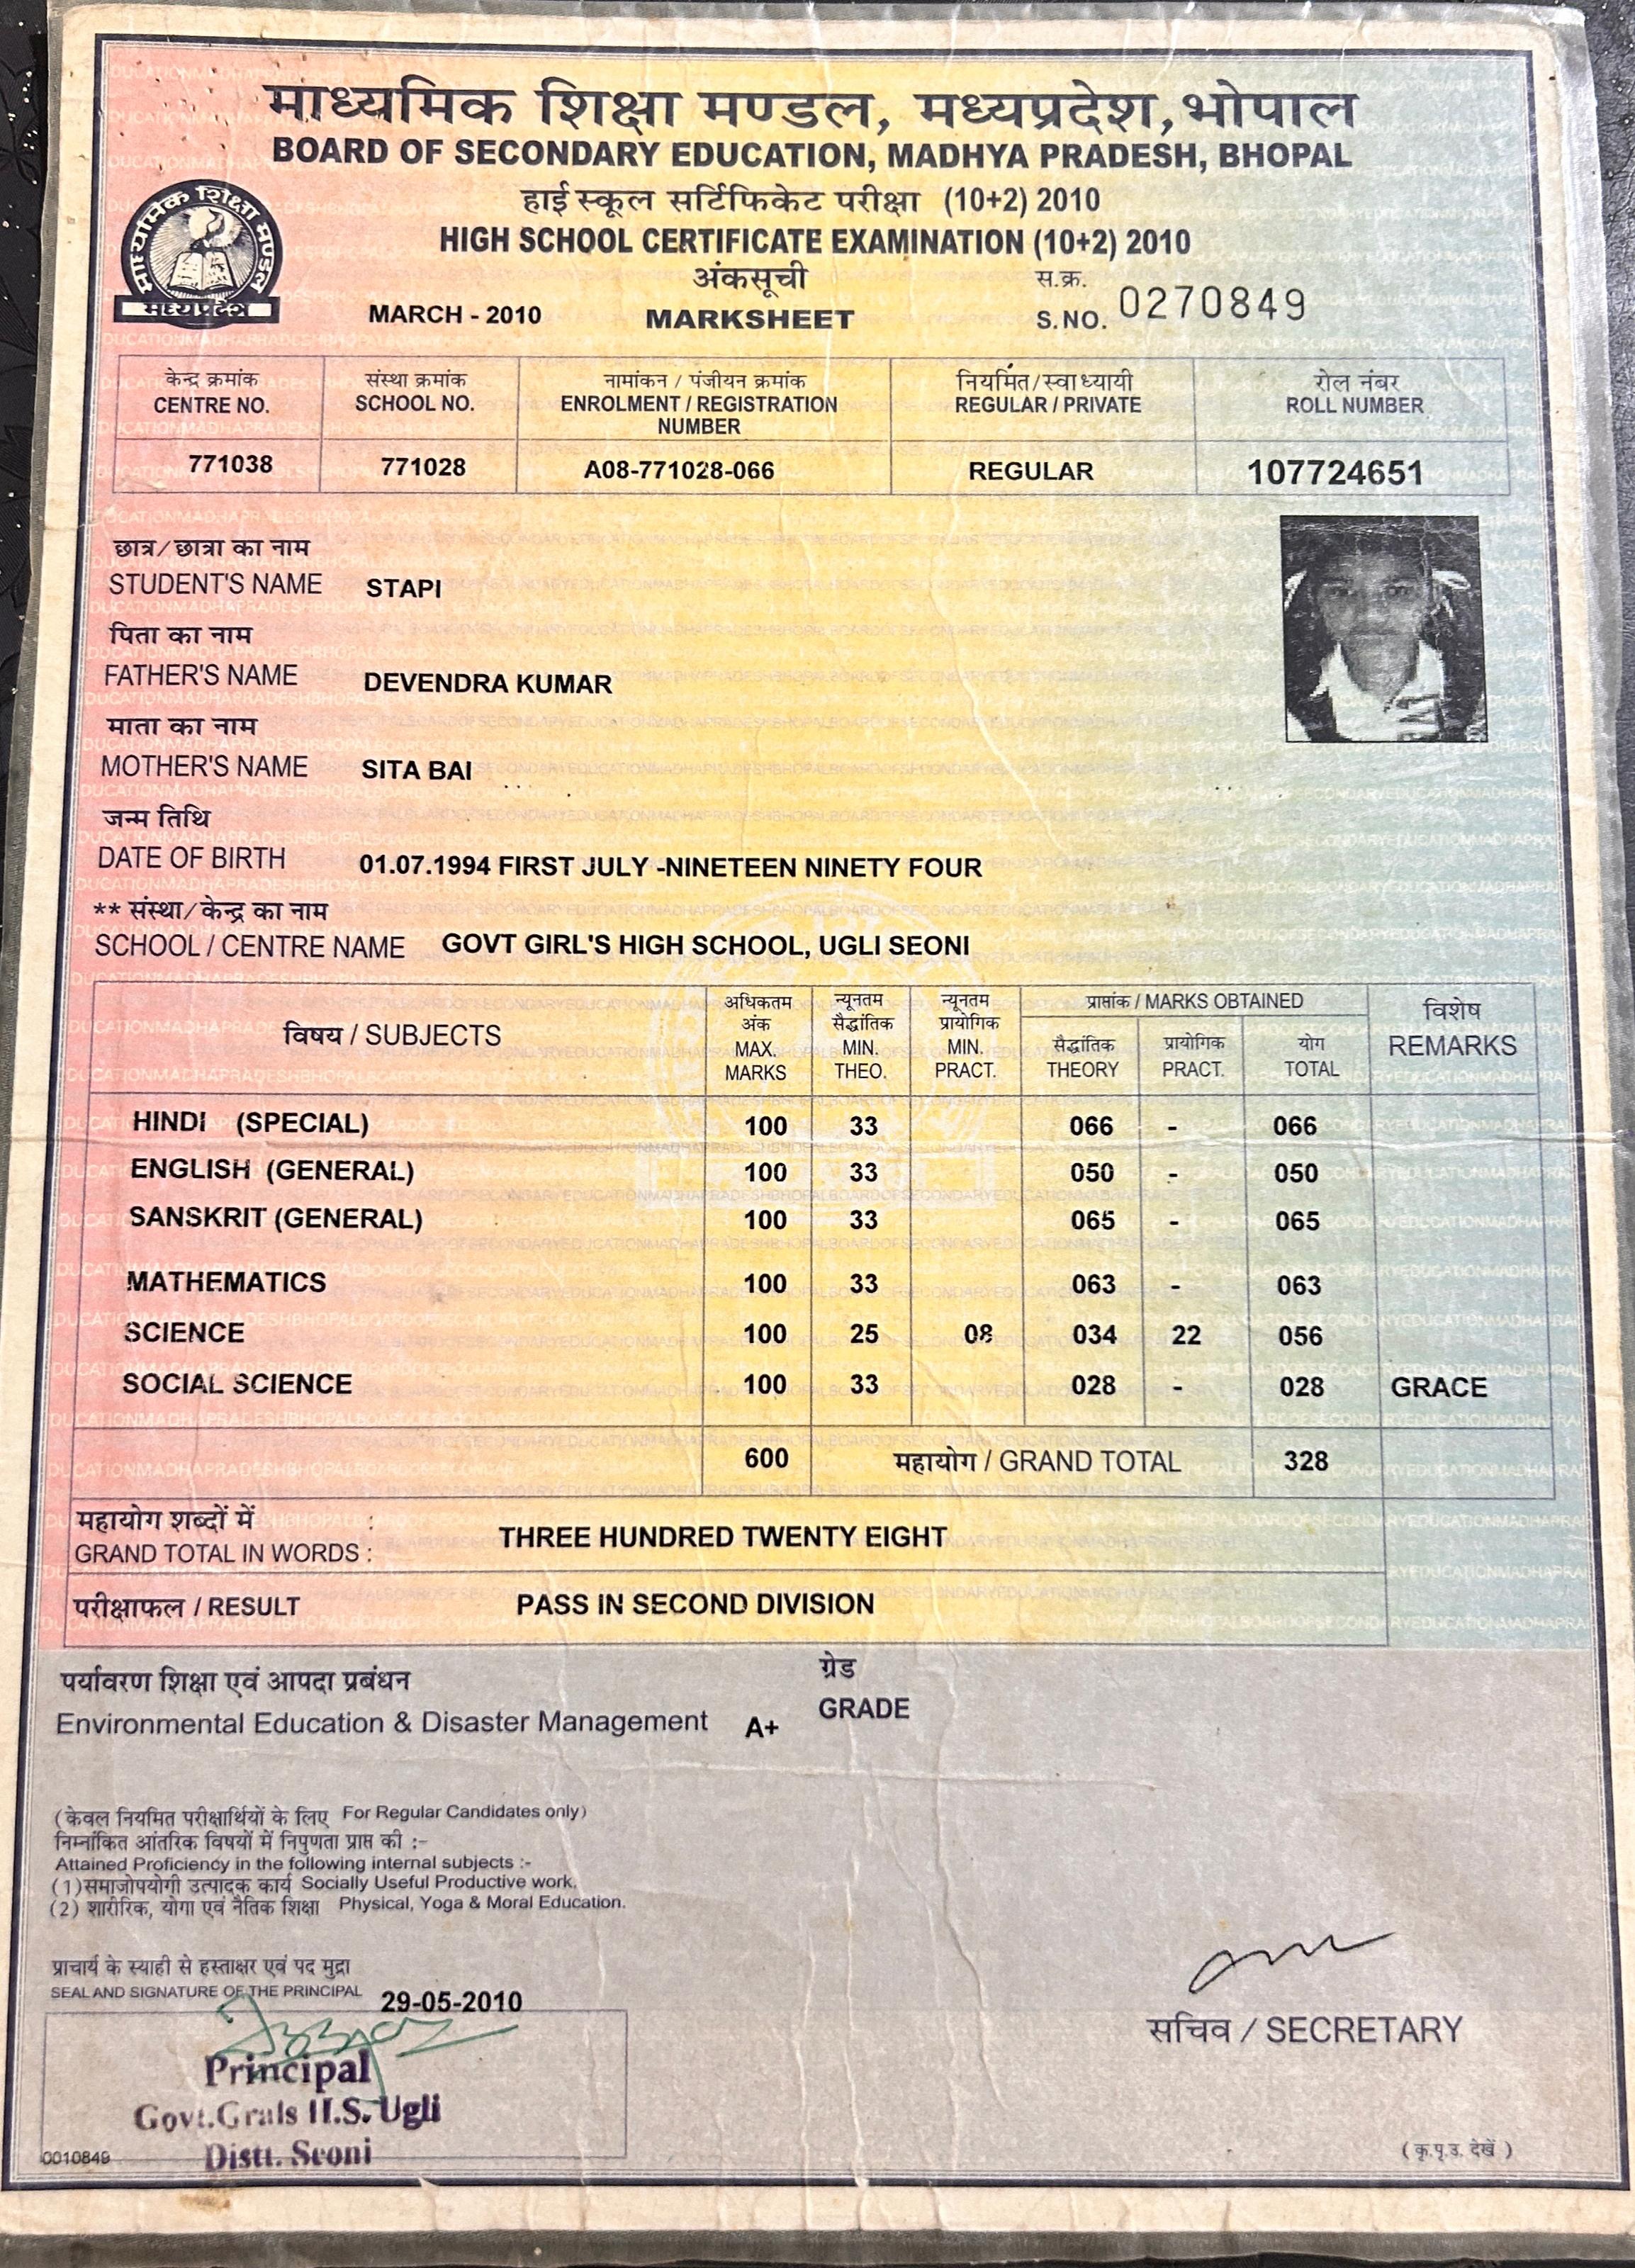 माध्यमिक शिक्षा मण्डल, मध्यप्रदेश, भोपाल
BOARD OF SECONDARY EDUCATION, MADHYA PRADESH, BHOPAL
हाई स्कूल सर्टिफिकेट परीक्षा (10+2) 2010
HIGH SCHOOL CERTIFICATE EXAMINATION (10+2) 2010
माध्यमिक शिक्षा मण्डल
मध्यप्रदेश
अंकसूची
स.क्र.
MARCH - 2010 MARKSHEET S.NO. 0270849
केन्द्र क्रमांक संस्था क्रमांक नामांकन / पंजीयन क्रमांक नियमित/स्वाध्यायी रोल नंबर
CENTRE NO. SCHOOL NO. ENROLMENT / REGISTRATION NUMBER REGULAR / PRIVATE ROLL NUMBER
771038 771028 A08-771028-066 REGULAR 107724651
छात्र/छात्रा का नाम
STUDENT'S NAME STAPI
पिता का नाम
FATHER'S NAME DEVENDRA KUMAR
माता का नाम
MOTHER'S NAME SITA BAI
जन्म तिथि
DATE OF BIRTH 01.07.1994 FIRST JULY -NINETEEN NINETY FOUR
** संस्था/केन्द्र का नाम
SCHOOL / CENTRE NAME GOVT GIRL'S HIGH SCHOOL, UGLI SEONI
विषय / SUBJECTS अधिकतम अंक MAX. MARKS न्यूनतम सैद्धांतिक MIN. THEO. न्यूनतम प्रायोगिक MIN. PRACT. प्राप्तांक / MARKS OBTAINED विशेष REMARKS
सैद्धांतिक THEORY प्रायोगिक PRACT. योग TOTAL
HINDI (SPECIAL) 100 33 066 - 066
ENGLISH (GENERAL) 100 33 050 - 050
SANSKRIT (GENERAL) 100 33 065 - 065
MATHEMATICS 100 33 063 - 063
SCIENCE 100 25 08 034 22 056
SOCIAL SCIENCE 100 33 028 - 028 GRACE
600 महायोग / GRAND TOTAL 328
महायोग शब्दों में :
GRAND TOTAL IN WORDS : THREE HUNDRED TWENTY EIGHT
परीक्षाफल / RESULT PASS IN SECOND DIVISION
पर्यावरण शिक्षा एवं आपदा प्रबंधन ग्रेड
Environmental Education & Disaster Management A+ GRADE
(केवल नियमित परीक्षार्थियों के लिए For Regular Candidates only)
निम्नांकित आंतरिक विषयों में निपुणता प्राप्त की :-
Attained Proficiency in the following internal subjects :-
(1)समाजोपयोगी उत्पादक कार्य Socially Useful Productive work.
(2) शारीरिक, योगा एवं नैतिक शिक्षा Physical, Yoga & Moral Education.
प्राचार्य के स्याही से हस्ताक्षर एवं पद मुद्रा
SEAL AND SIGNATURE OF THE PRINCIPAL 29-05-2010
सचिव / SECRETARY
Principal
Govt.Grals H.S. Ugli
Distt. Seoni
0010849
(कृ.पृ.उ. देखें)